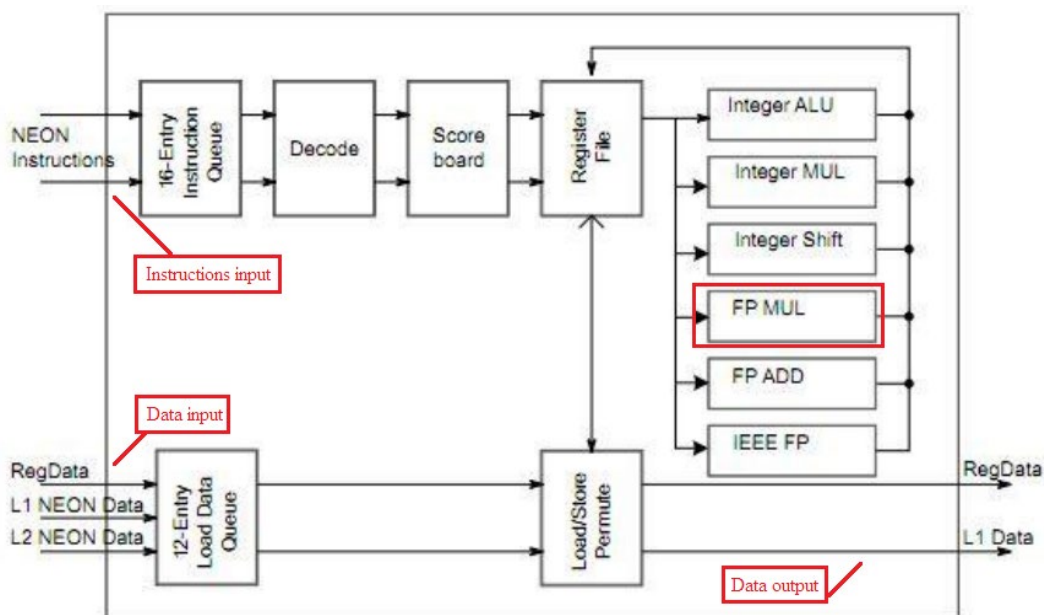 NEON
Instructions
16-Entry
Instruction
Queue
Decode
Score
board
Register
File
Integer ALU
Integer MUL
Integer Shift
FP MUL
FP ADD
IEEE FP
Instructions input
Data input
RegData
L1 NEON Data
L2 NEON Data
12-Entry
Load Data
Queue
Load/Store
Permute
RegData
L1 Data
Data output